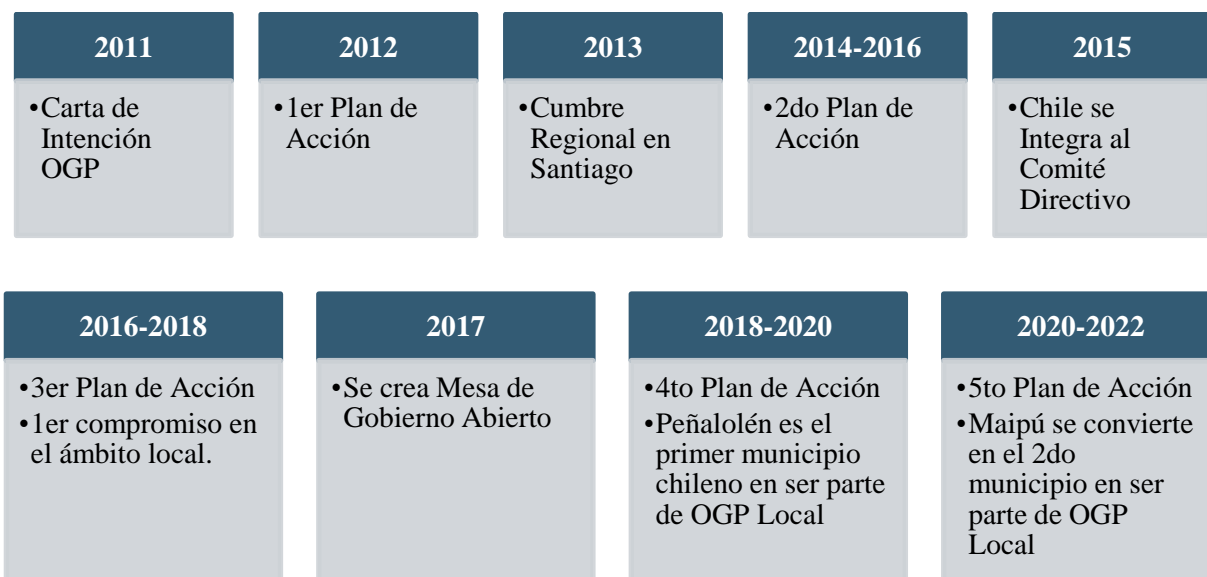 2011
•Carta de
Intención
OGP
2012
•1er Plan de
Acción
2013
•Cumbre
Regional en
Santiago
2014-2016
•2do Plan de
Acción
2015
•Chile se
Integra al
Comité
Directivo
2016-2018
•3er Plan de Acción
•1er compromiso en
el ámbito local.
2017
•Se crea Mesa de
Gobierno Abierto
2018-2020
•4to Plan de Acción
•Peñalolén es el
primer municipio
chileno en ser parte
de OGP Local
2020-2022
•5to Plan de Acción
•Maipú se convierte
en el 2do
municipio en ser
parte de OGP
Local